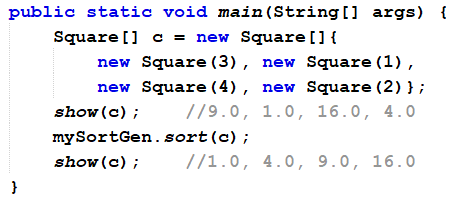 public static void main(String[] args) {
    Square[] c = new Square[]{
        new Square(3), new Square(1),
        new Square(4), new Square(2)};
    show(c);    //9.0, 1.0, 16.0, 4.0
    mySortGen.sort(c);
    show(c);    //1.0, 4.0, 9.0, 16.0
}